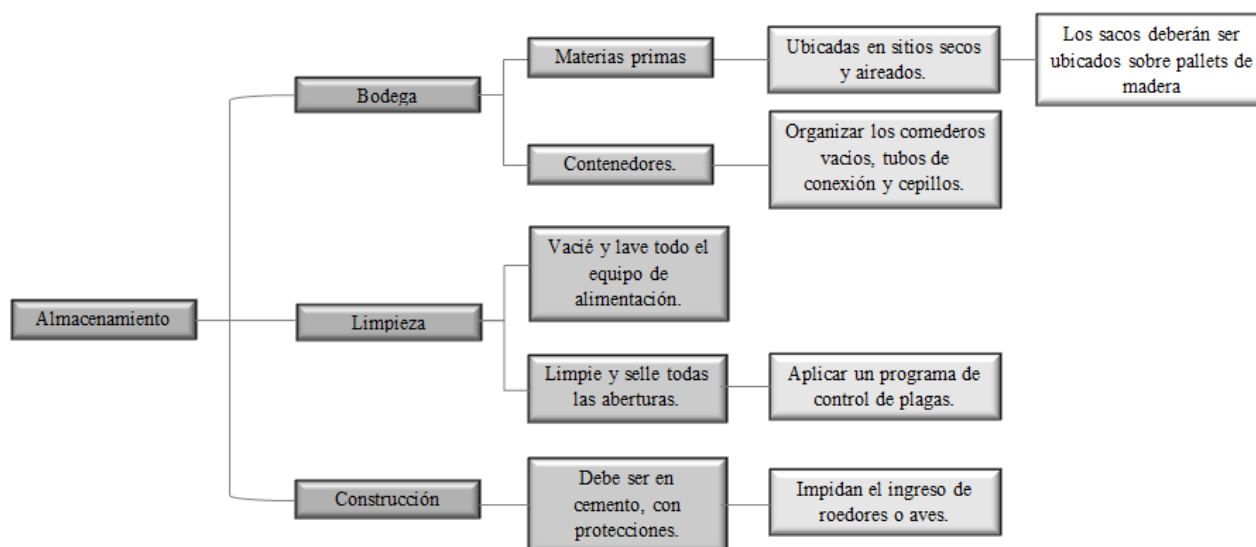 Almacenamiento
Bodega
Materias primas
Ubicadas en sitios secos
y aireados.
Los sacos deberán ser
ubicados sobre pallets de
madera
Contenedores.
Organizar los comederos
vacios, tubos de
conexión y cepillos.
Limpieza
Vacié y lave todo el
equipo de
alimentación.
Limpie y selle todas
las aberturas.
Aplicar un programa de
control de plagas.
Construcción
Debe ser en
cemento, con
protecciones.
Impidan el ingreso de
roedores o aves.